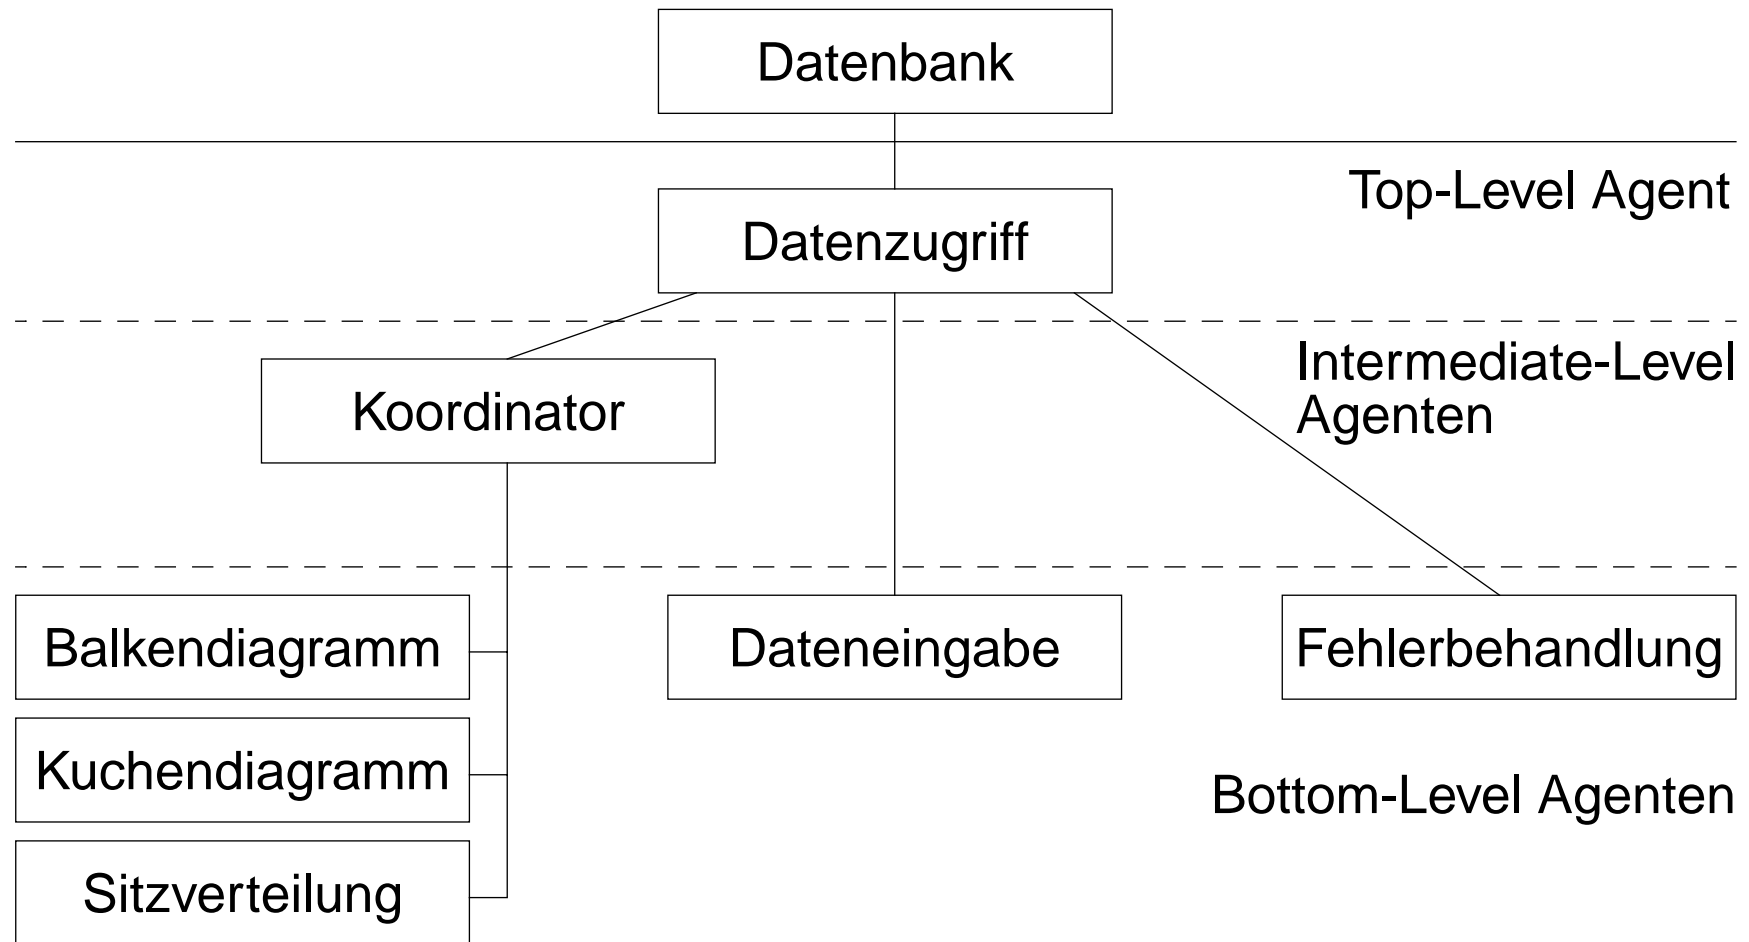 Datenbank
Top-Level Agent
Datenzugriff
Intermediate-Level
Agenten
Koordinator
Balkendiagramm
Dateneingabe
Fehlerbehandlung
Kuchendiagramm
Bottom-Level Agenten
Sitzverteilung